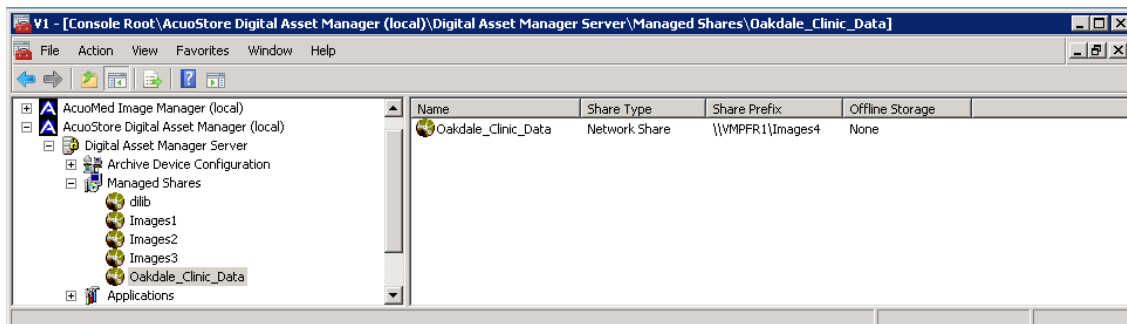 V1 - [Console Root\AcuoStore Digital Asset Manager (local)\Digital Asset Manager Server\Managed Shares\Oakdale_Clinic_Data]
File Action View Favorites Window Help
AcuoMed Image Manager (local)
AcuoStore Digital Asset Manager (local)
Digital Asset Manager Server
Archive Device Configuration
Managed Shares
dilib
Images1
Images2
Images3
Oakdale_Clinic_Data
Applications
Name Share Type Share Prefix Offline Storage
Oakdale_Clinic_Data Network Share \\VMPFR1\Images4 None